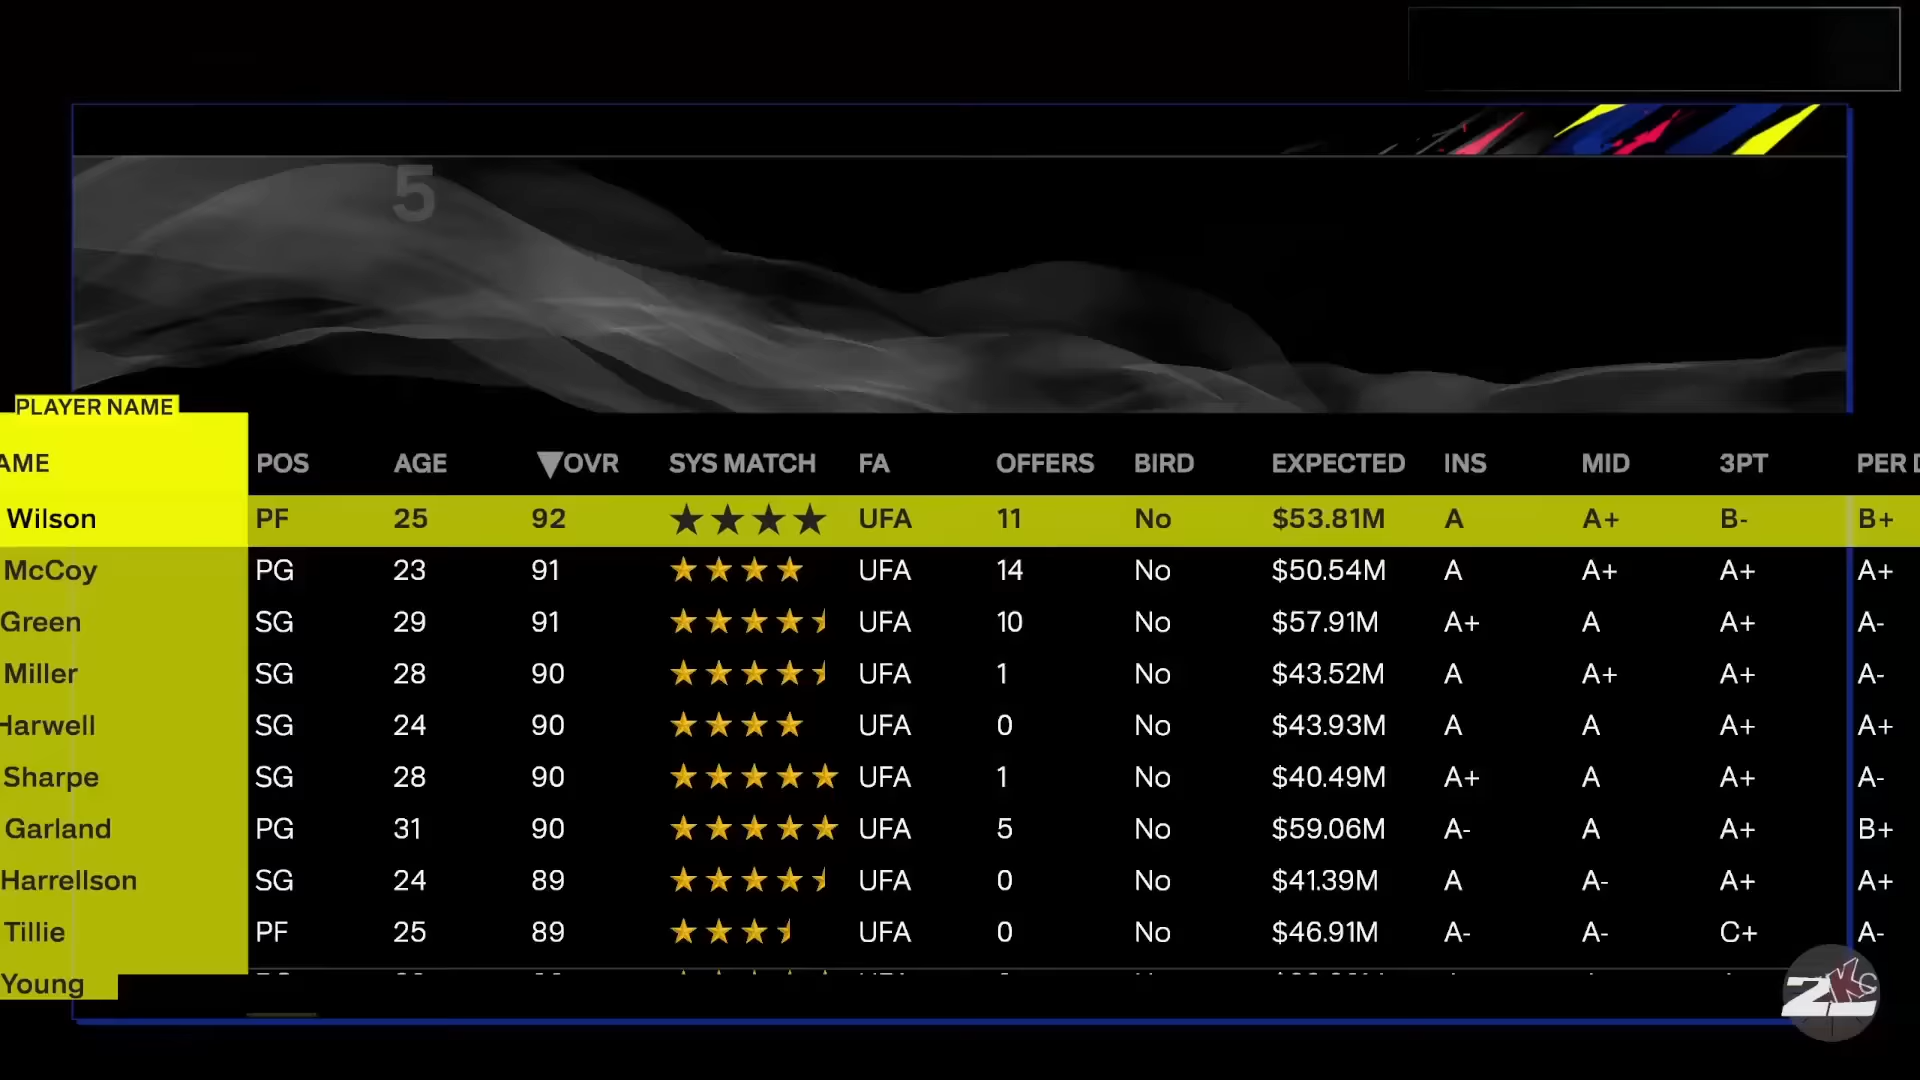 5
PLAYER NAME
AME POS AGE ▼OVR SYS MATCH FA OFFERS BIRD EXPECTED INS MID 3PT PER D
Wilson PF 25 92 ★★★★ UFA 11 No $53.81M A A+ B- B+
McCoy PG 23 91 ★★★★ UFA 14 No $50.54M A A+ A+ A+
Green SG 29 91 ★★★★ UFA 10 No $57.91M A+ A A+ A-
Miller SG 28 90 ★★★★ UFA 1 No $43.52M A A+ A+ A-
Harwell SG 24 90 ★★★★ UFA 0 No $43.93M A A A+ A+
Sharpe SG 28 90 ★★★★★ UFA 1 No $40.49M A+ A A+ A-
Garland PG 31 90 ★★★★★ UFA 5 No $59.06M A- A A+ B+
Harrellson SG 24 89 ★★★★ UFA 0 No $41.39M A A- A+ A+
Tillie PF 25 89 ★★★ UFA 0 No $46.91M A- A- C+ A-
Young
2KC